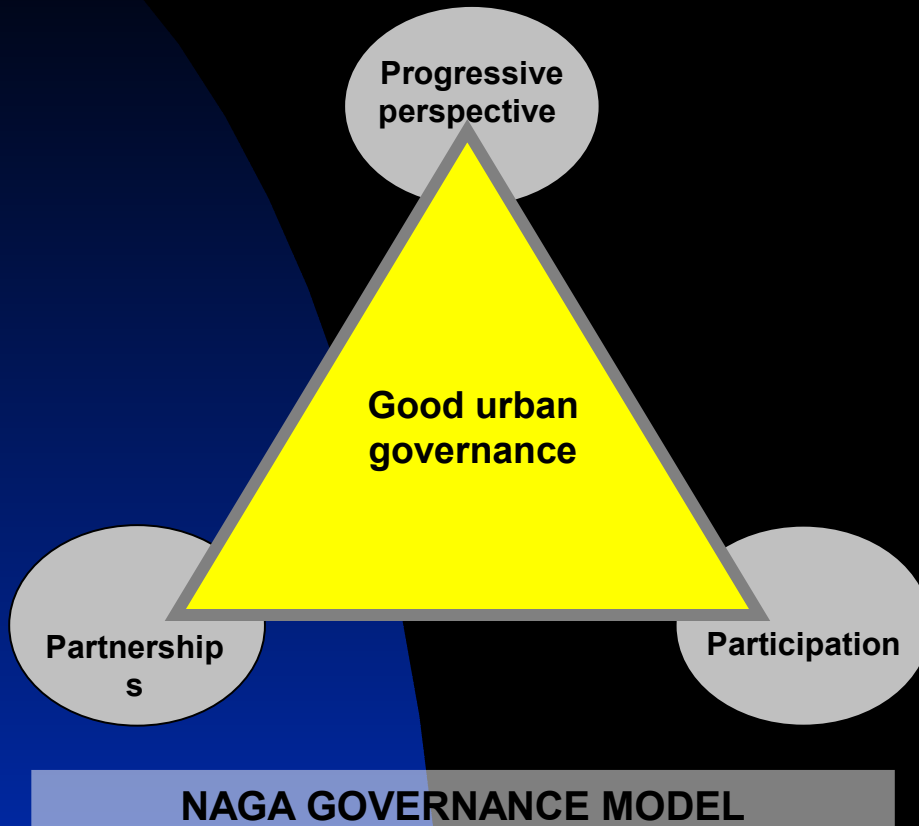 Progressive
perspective
Good urban
governance
Partnership
s
Participation
NAGA GOVERNANCE MODEL